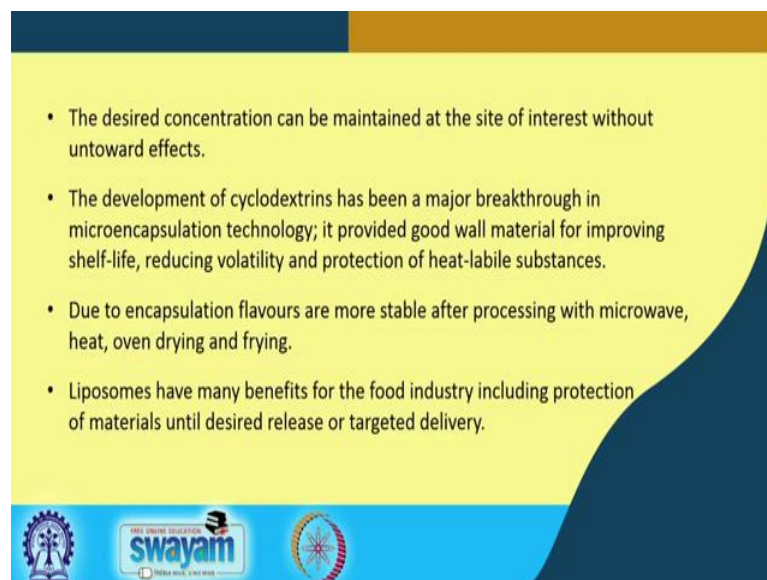 • The desired concentration can be maintained at the site of interest without
untoward effects.
• The development of cyclodextrins has been a major breakthrough in
microencapsulation technology; it provided good wall material for improving
shelf-life, reducing volatility and protection of heat-labile substances.
• Due to encapsulation flavours are more stable after processing with microwave,
heat, oven drying and frying.
• Liposomes have many benefits for the food industry including protection
of materials until desired release or targeted delivery.
FREE ONLINE EDUCATION
swayam